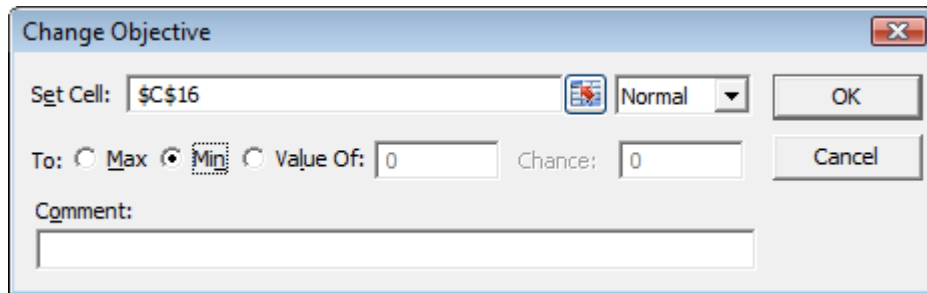 Change Objective
Set Cell: $C$16 Normal OK
To: Max Min Value Of: 0 Chance: 0 Cancel
Comment: